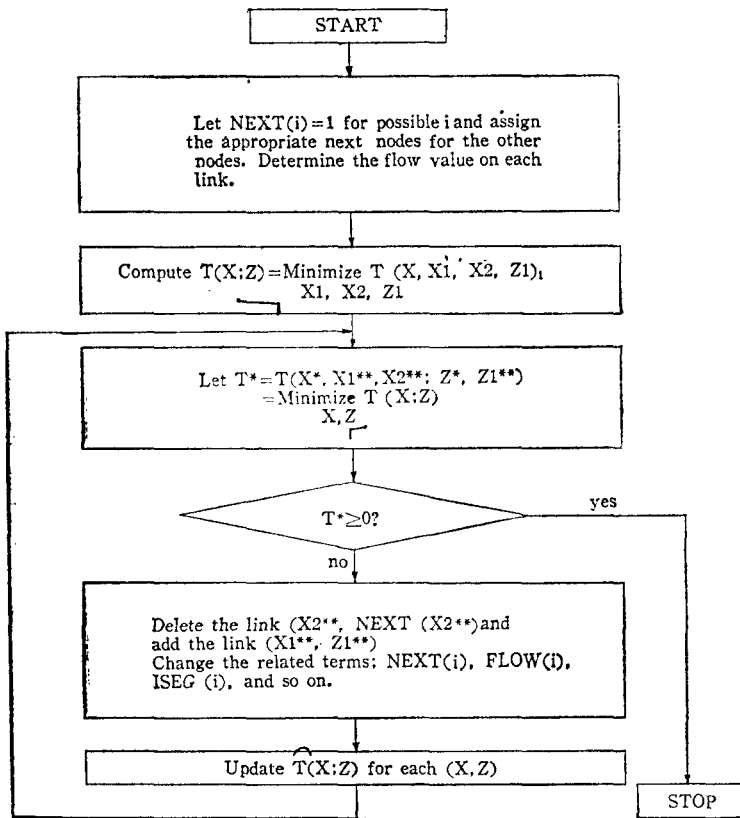 START
Let NEXT(i)=1 for possible i and assign
the appropriate next nodes for the other
nodes. Determine the flow value on each
link.
Compute T(X;Z)=Minimize T (X, X1, X2, Z1)
X1, X2, Z1
Let T*=T(X*, X1**, X2**; Z*, Z1**)
=Minimize T (X;Z)
X, Z
T*≥0?
yes
no
Delete the link (X2**, NEXT (X2**)and
add the link (X1**, Z1**)
Change the related terms; NEXT(i), FLOW(i),
ISEG (i), and so on.
Update T(X;Z) for each (X,Z)
STOP